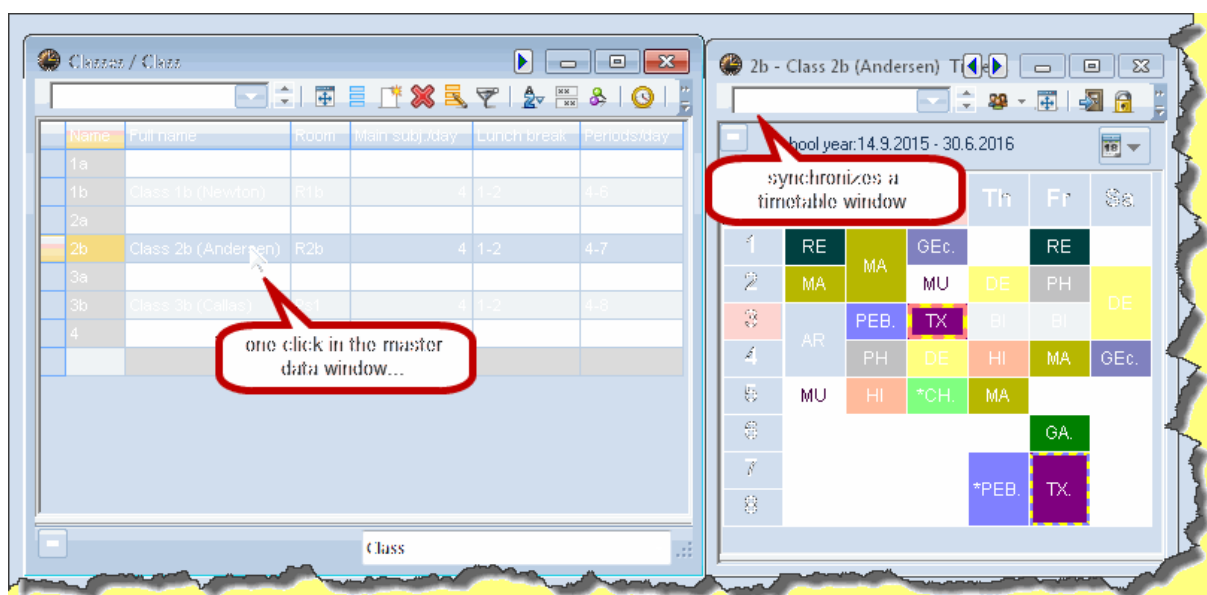 Classes / Class
2b - Class 2b (Andersen) Ti
Name Full name Room Main subj./day Lunch break Periods/day
1a
1b Class 1b (Newton) R1b 4 1-2 4-6
2a
2b Class 2b (Andersen) R2b 4 1-2 4-7
3a
3b Class 3b (Callas) 4 1-2 4-8
4
one click in the master
data window...
Class
year:14.9.2015 - 30.6.2016
18
synchronizes a
timetable window
Th Fr Sa
1 RE MA GEc. RE
2 MA MU DE PH DE
3 AR PEB. TX BI BI
4 PH DE HI MA GEc.
5 MU HI *CH. MA
6 GA.
7 *PEB. TX.
8